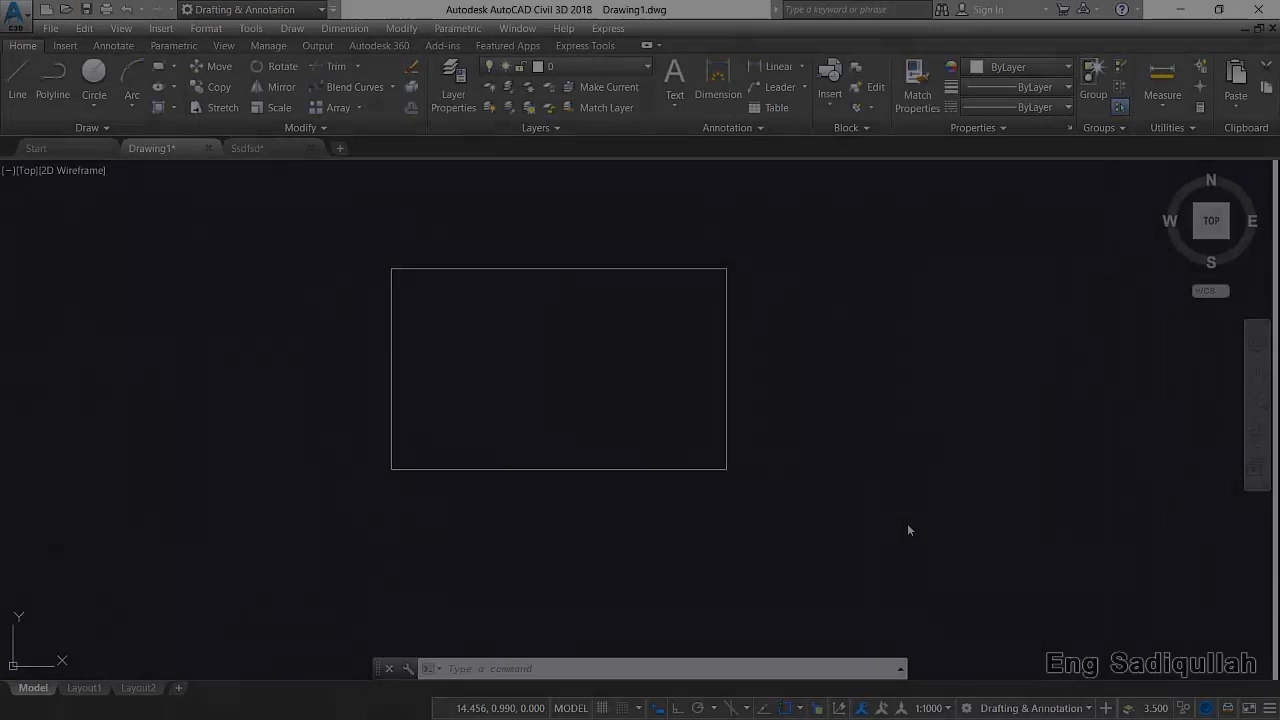 Drafting & Annotation
Autodesk AutoCAD Civil 3D 2018 Drawing1.dwg
Type a keyword or phrase
Sign In
C3D
File Edit View Insert Format Tools Draw Dimension Modify Parametric Window Help Express
Home Insert Annotate Parametric View Manage Output Autodesk 360 Add-ins Featured Apps Express Tools
Move Rotate Trim 0 Linear ByLayer
Copy Mirror Blend Curves Make Current Leader Edit ByLayer
Stretch Scale Array Match Layer Table ByLayer
Line Polyline Circle Arc
Layer
Properties
Text Dimension
Insert
Match
Properties
Group
Measure
Paste
Draw Modify Layers Annotation Block Properties Groups Utilities Clipboard
Start Drawing1* Ssdfsd*
[−][Top][2D Wireframe]
N
W TOP E
S
WCS
Y
X
Type a command
Eng Sadiqullah
Model Layout1 Layout2
14.456, 0.990, 0.000 MODEL 1:1000 Drafting & Annotation 3.500